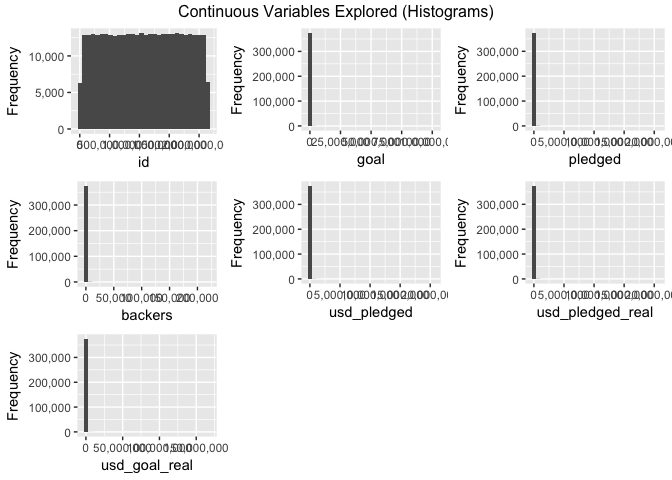 Continuous Variables Explored (Histograms)
Frequency
10,000
5,000
0
id
Frequency
300,000
200,000
100,000
0
goal
Frequency
300,000
200,000
100,000
0
pledged
Frequency
300,000
200,000
100,000
0
0 50,000 100,000 150,000 200,000
backers
Frequency
300,000
200,000
100,000
0
usd_pledged
Frequency
300,000
200,000
100,000
0
usd_pledged_real
Frequency
300,000
200,000
100,000
0
usd_goal_real